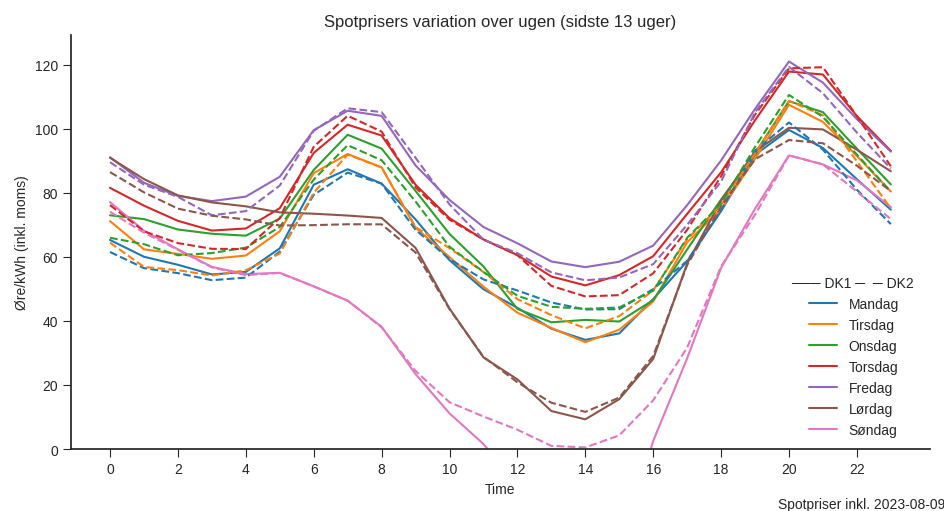 Spotprisers variation over ugen (sidste 13 uger)
Øre/kWh (inkl. moms)
120
100
80
60
40
20
0
0 2 4 6 8 10 12 14 16 18 20 22
Time
DK1 DK2
Mandag
Tirsdag
Onsdag
Torsdag
Fredag
Lørdag
Søndag
Spotpriser inkl. 2023-08-09